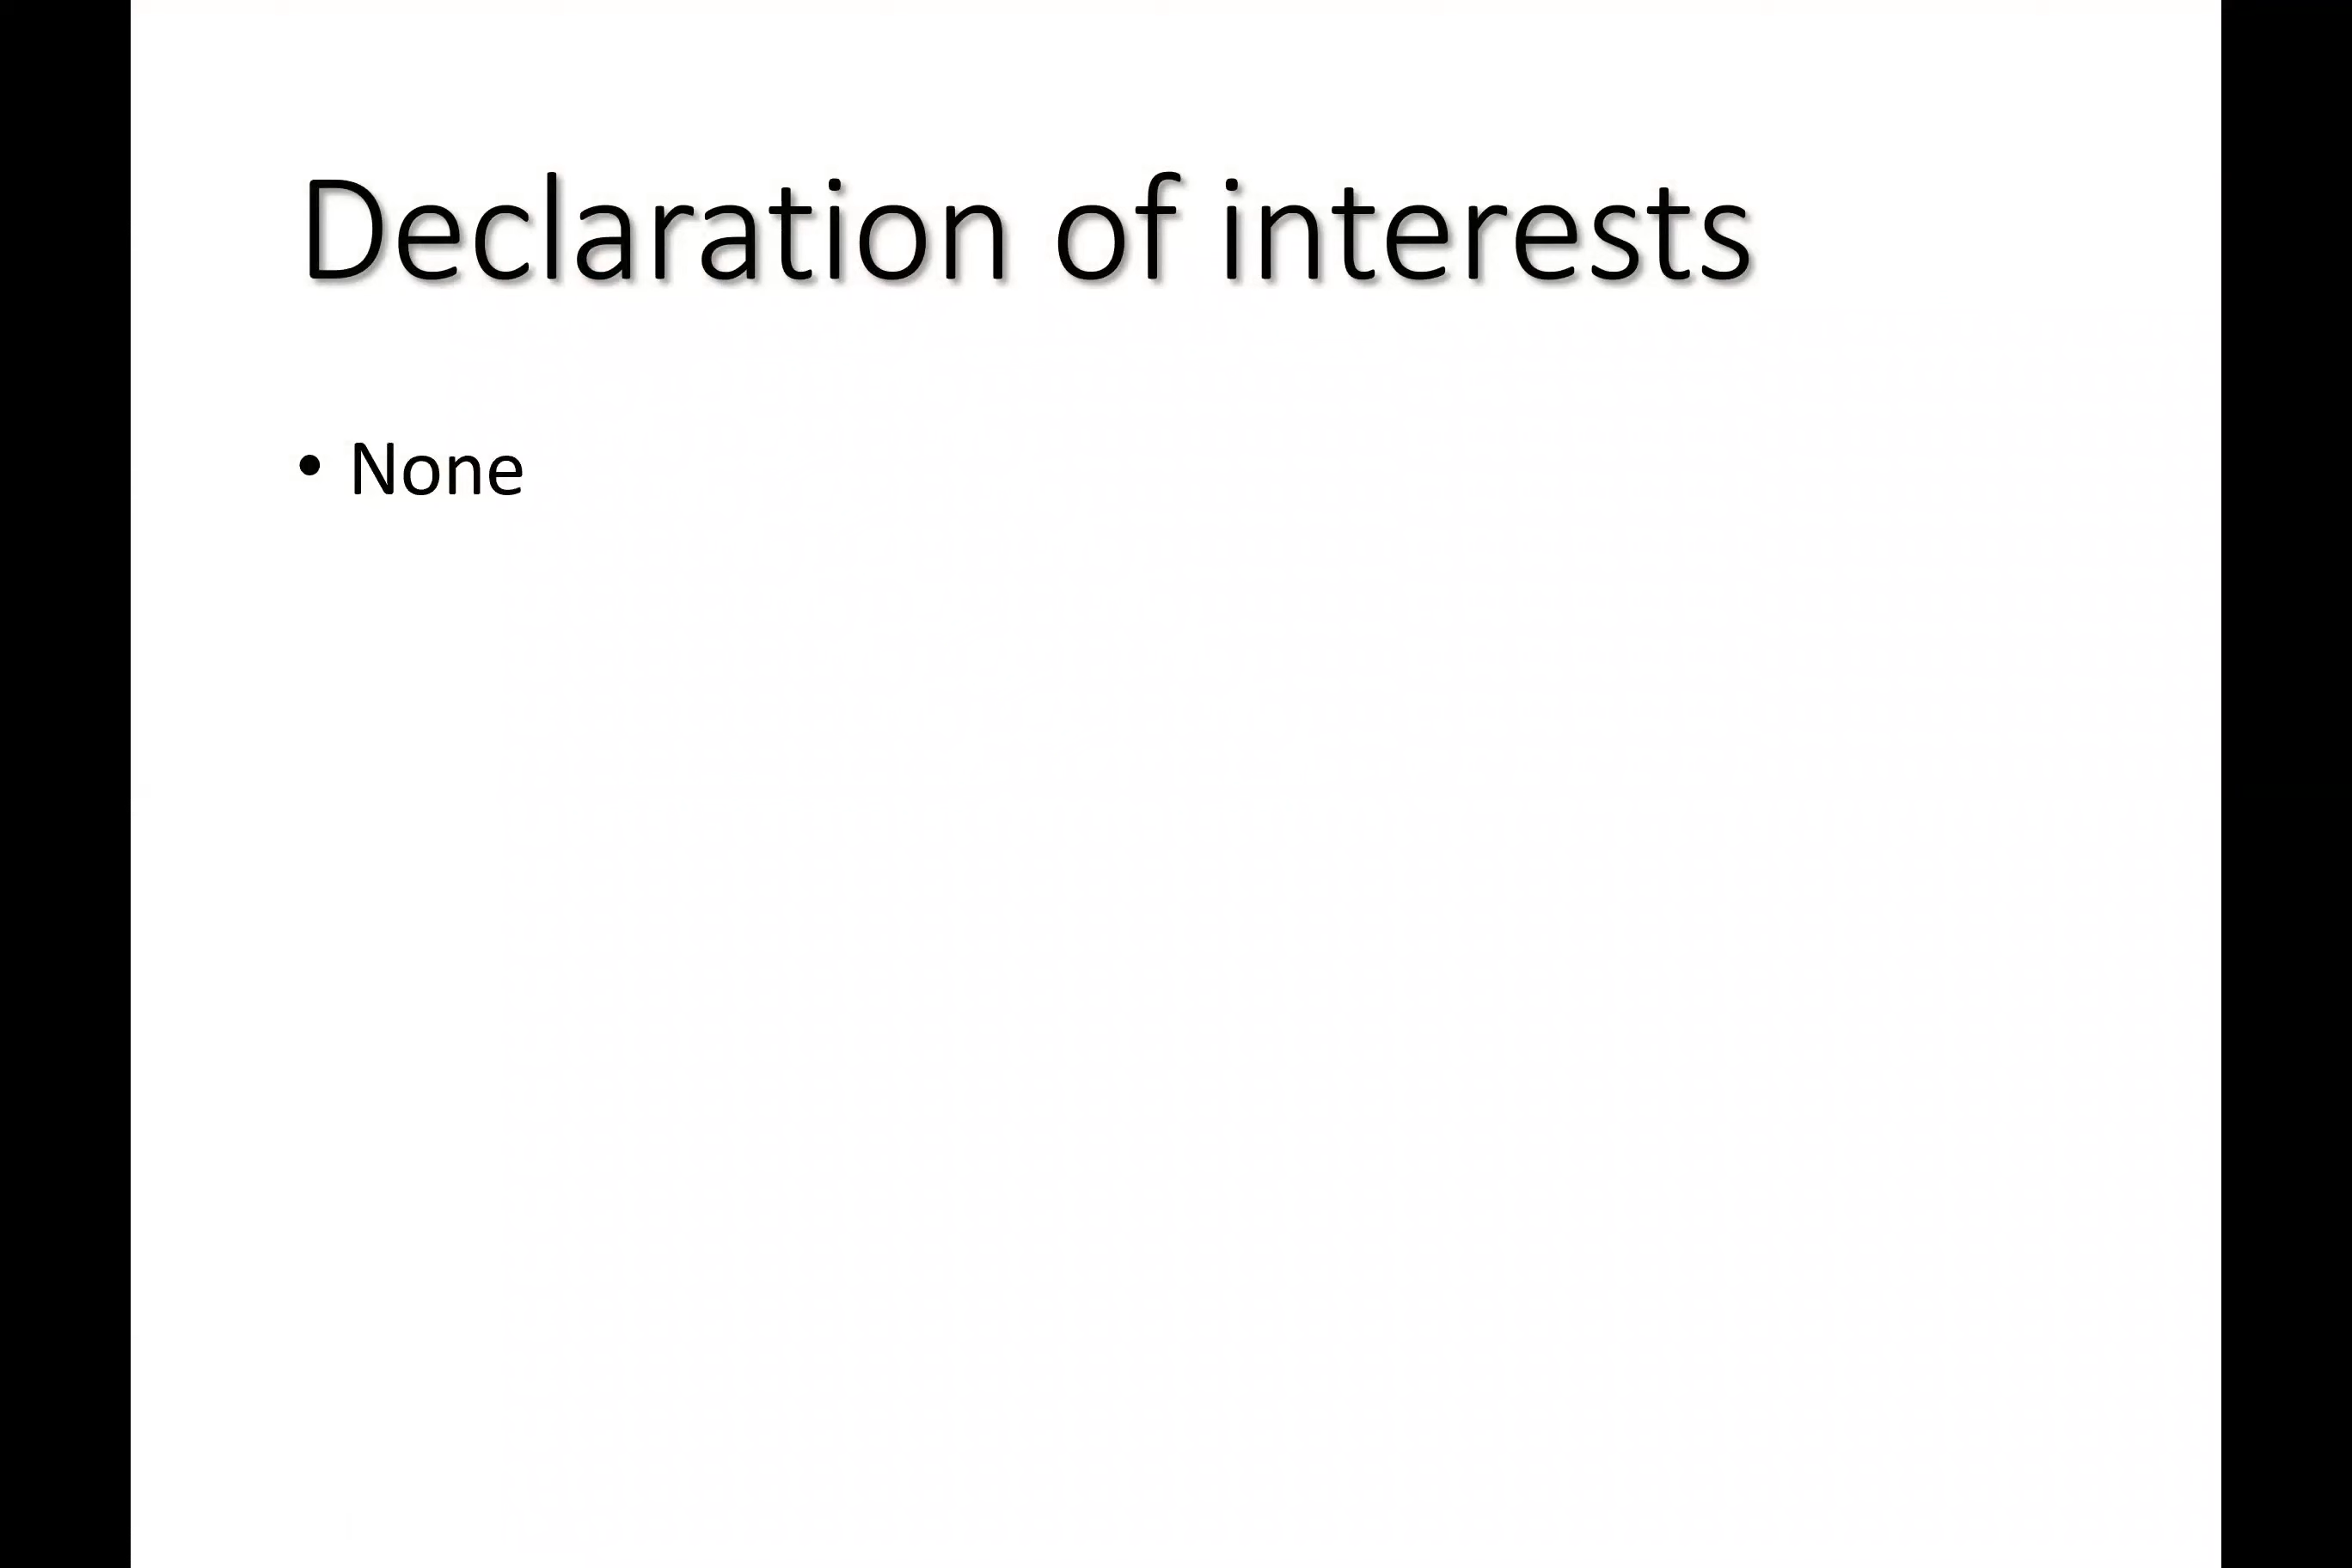 Declaration of interests
• None